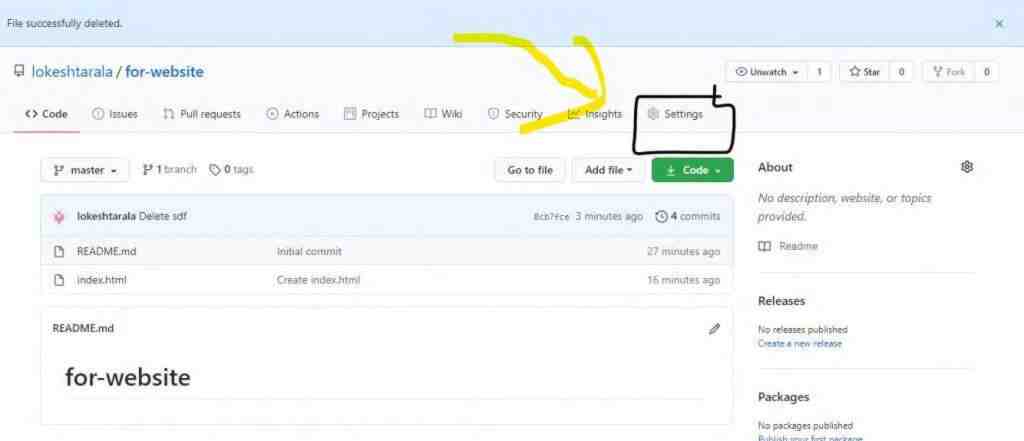 File successfully deleted.
lokeshtarala / for-website
Unwatch 1 Star 0 Fork 0
Code Issues Pull requests Actions Projects Wiki Security Insights Settings
master 1 branch 0 tags Go to file Add file Code
lokeshtarala Delete sdf 8cb7fce 3 minutes ago 4 commits
README.md Initial commit 27 minutes ago
index.html Create index.html 16 minutes ago
README.md
for-website
About
No description, website, or topics
provided.
Readme
Releases
No releases published
Create a new release
Packages
No packages published
Publish your first package